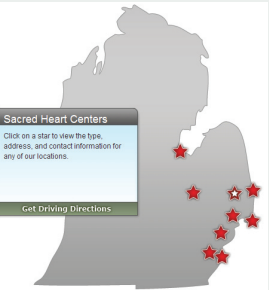 Sacred Heart Centers
Click on a star to view the type,
address, and contact information for
any of our locations.
Get Driving Directions